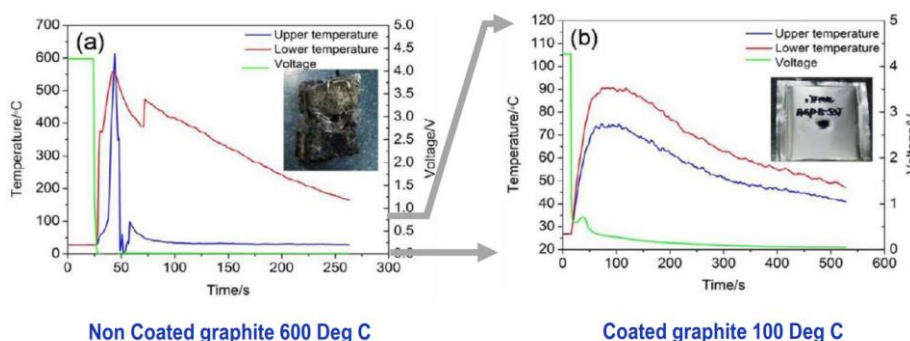 (a)
Upper temperature
Lower temperature
Voltage
Temperature/°C
700
600
500
400
300
200
100
0
5.0
4.5
4.0
3.5
3.0
2.5
2.0
1.5
1.0
0.5
0.0
Voltage/V
0 50 100 150 200 250 300
Time/s
Non Coated graphite 600 Deg C
(b)
Upper temperature
Lower temperature
Voltage
Temperature/°C
120
110
100
90
80
70
60
50
40
30
20
5
4
3
2
1
0
Voltage/V
0 100 200 300 400 500 600
Time/s
Coated graphite 100 Deg C